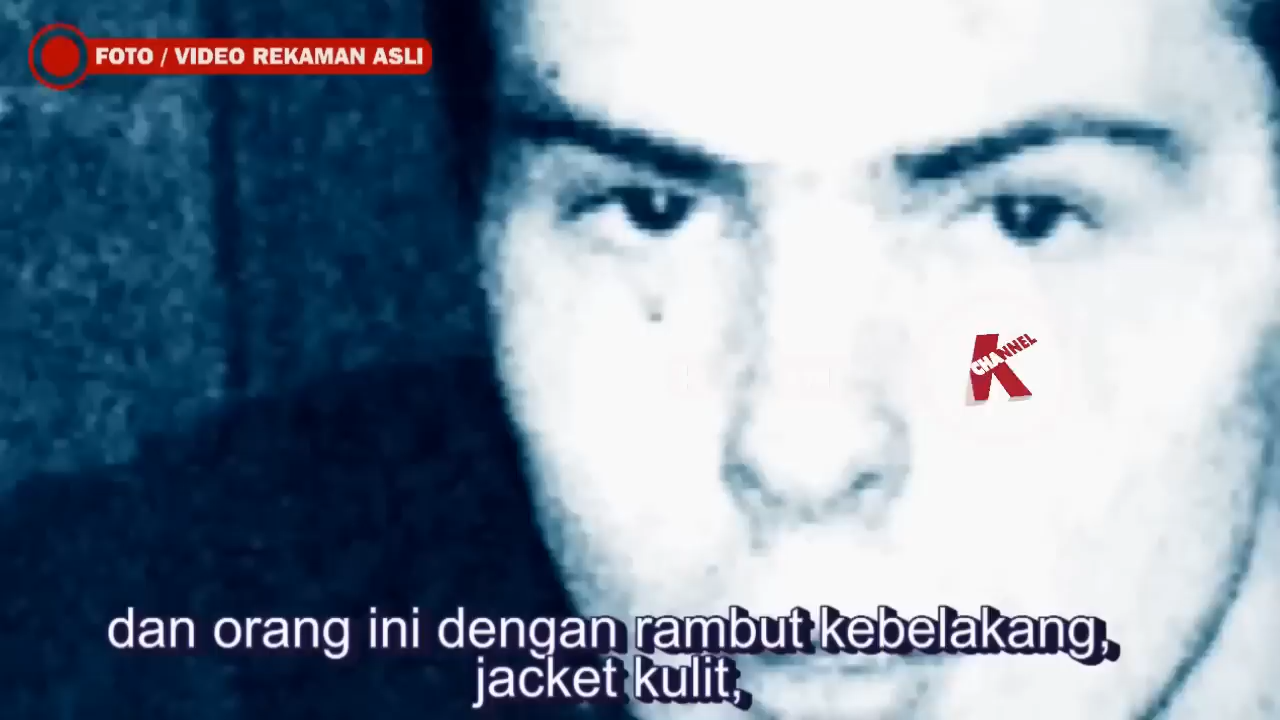 FOTO / VIDEO REKAMAN ASLI
CHANNEL
K
dan orang ini dengan rambut kebelakang,
jacket kulit,